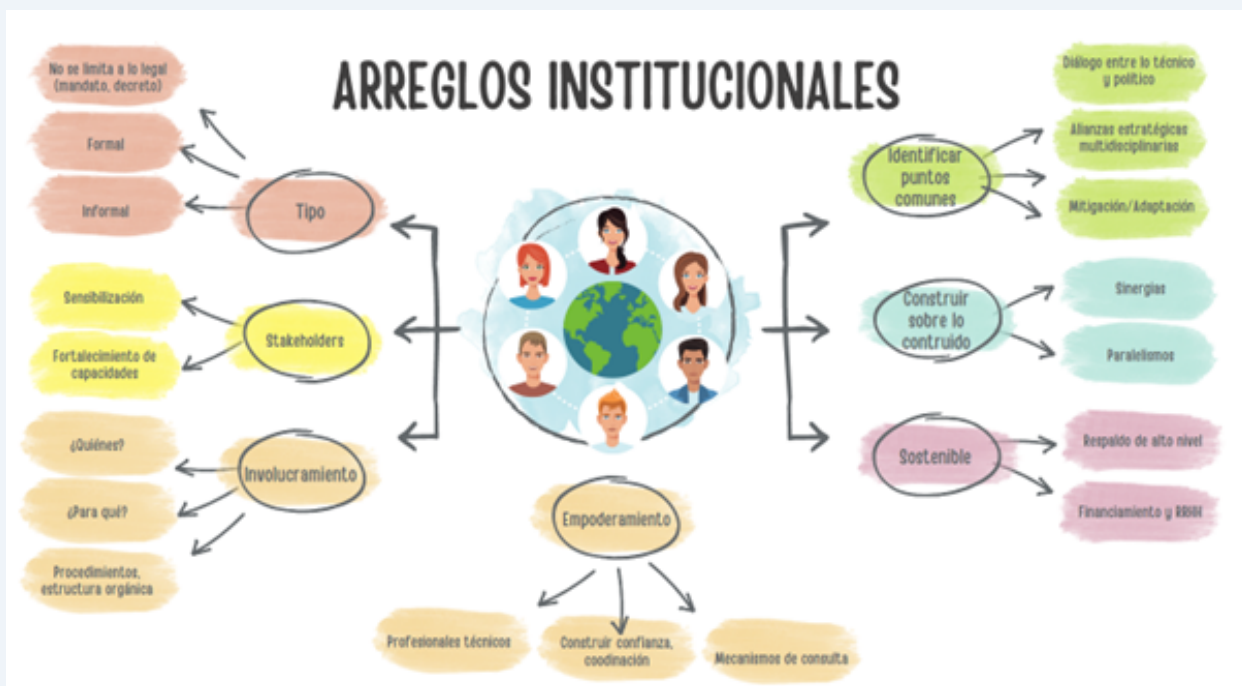 ARREGLOS INSTITUCIONALES
No se limita a lo legal
(mandato, decreto)
Formal
Informal
Tipo
Sensibilización
Fortalecimiento de
capacidades
Stakeholders
¿Quiénes?
¿Para qué?
Procedimientos,
estructura orgánica
Involucramiento
Empoderamiento
Profesionales técnicos
Construir confianza,
coodinación
Mecanismos de consulta
Identificar
puntos
comunes
Diálogo entre lo técnico
y político
Alianzas estratégicas
multidisciplinarias
Mitigación/Adaptación
Construir
sobre lo
contruido
Sinergias
Paralelismos
Sostenible
Respaldo de alto nivel
Financiamiento y RRHH